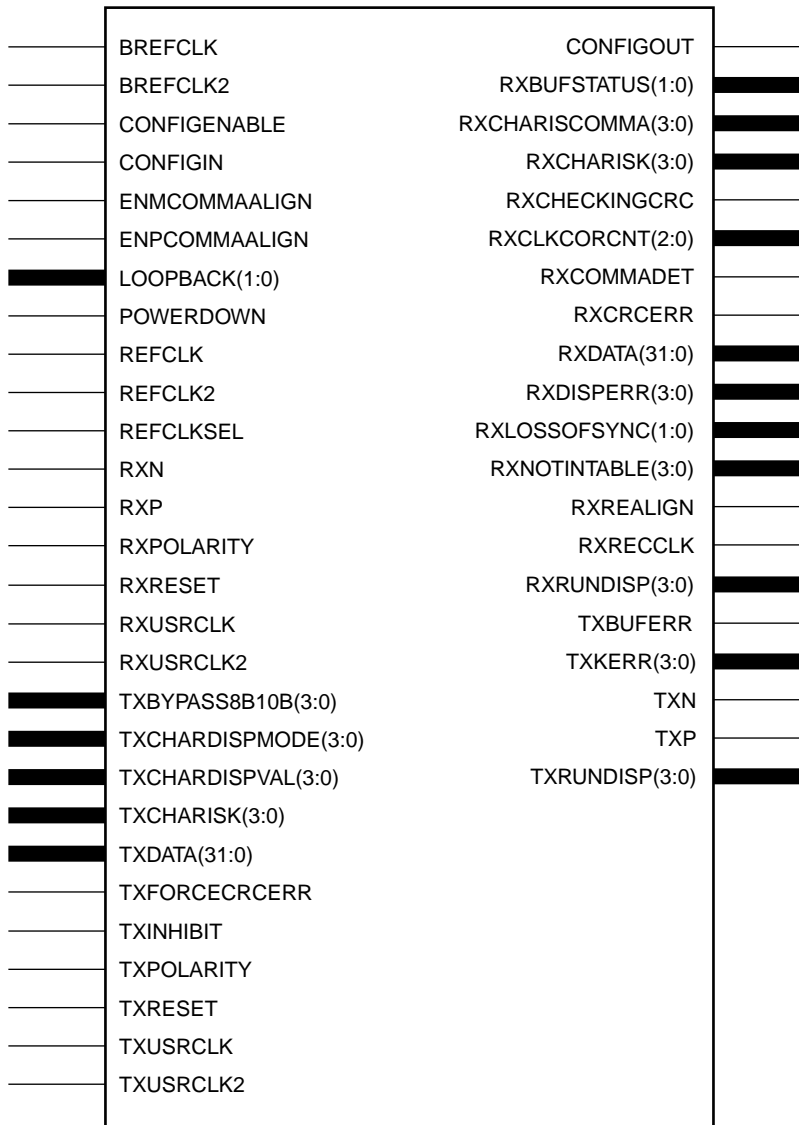 BREFCLK
BREFCLK2
CONFIGENABLE
CONFIGIN
ENMCOMMAALIGN
ENPCOMMAALIGN
LOOPBACK(1:0)
POWERDOWN
REFCLK
REFCLK2
REFCLKSEL
RXN
RXP
RXPOLARITY
RXRESET
RXUSRCLK
RXUSRCLK2
TXBYPASS8B10B(3:0)
TXCHARDISPMODE(3:0)
TXCHARDISPVAL(3:0)
TXCHARISK(3:0)
TXDATA(31:0)
TXFORCECRCERR
TXINHIBIT
TXPOLARITY
TXRESET
TXUSRCLK
TXUSRCLK2
CONFIGOUT
RXBUFSTATUS(1:0)
RXCHARISCOMMA(3:0)
RXCHARISK(3:0)
RXCHECKINGCRC
RXCLKCORCNT(2:0)
RXCOMMADET
RXCRCERR
RXDATA(31:0)
RXDISPERR(3:0)
RXLOSSOFSYNC(1:0)
RXNOTINTABLE(3:0)
RXREALIGN
RXRECCLK
RXRUNDISP(3:0)
TXBUFERR
TXKERR(3:0)
TXN
TXP
TXRUNDISP(3:0)